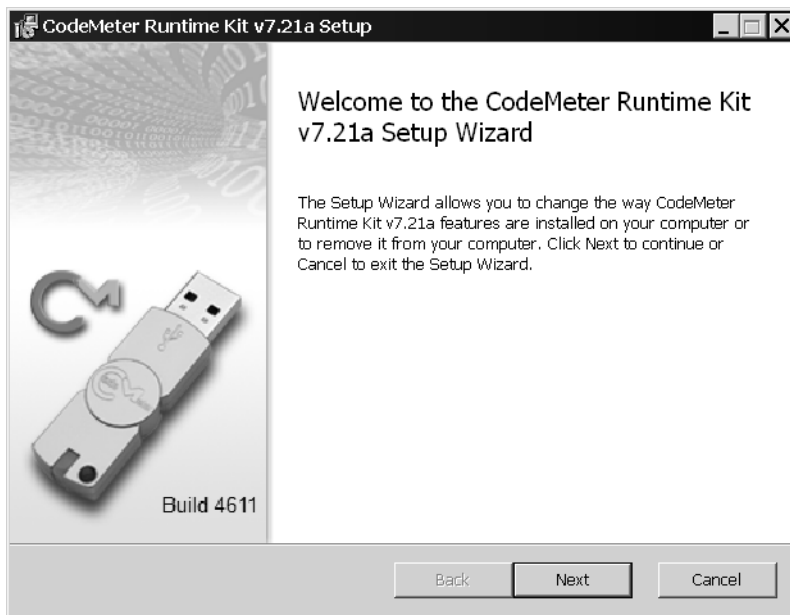 CodeMeter Runtime Kit v7.21a Setup
Welcome to the CodeMeter Runtime Kit
v7.21a Setup Wizard
The Setup Wizard allows you to change the way CodeMeter
Runtime Kit v7.21a features are installed on your computer or
to remove it from your computer. Click Next to continue or
Cancel to exit the Setup Wizard.
Build 4611
Back
Next
Cancel